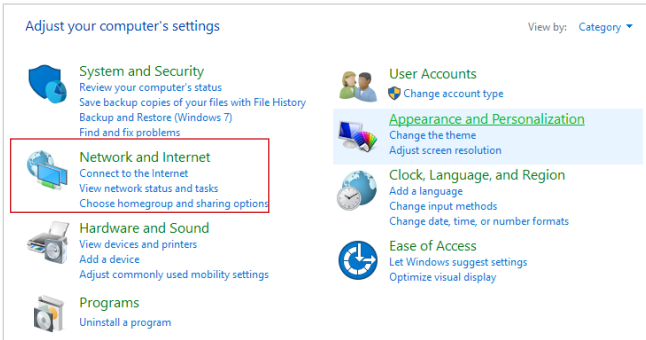 Adjust your computer's settings
View by: Category
System and Security
Review your computer's status
Save backup copies of your files with File History
Backup and Restore (Windows 7)
Find and fix problems
Network and Internet
Connect to the Internet
View network status and tasks
Choose homegroup and sharing options
Hardware and Sound
View devices and printers
Add a device
Adjust commonly used mobility settings
Programs
Uninstall a program
User Accounts
Change account type
Appearance and Personalization
Change the theme
Adjust screen resolution
Clock, Language, and Region
Add a language
Change input methods
Change date, time, or number formats
Ease of Access
Let Windows suggest settings
Optimize visual display